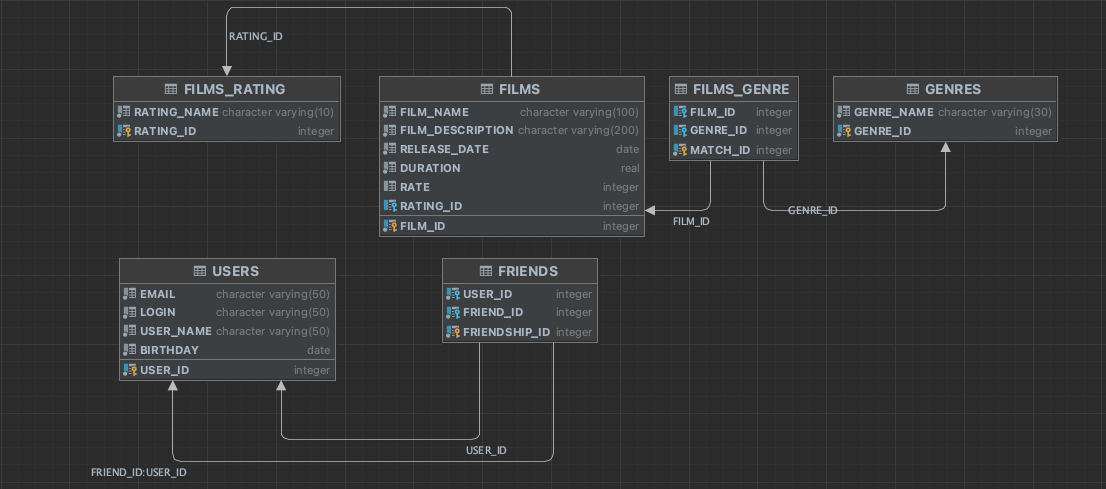 RATING_ID
FILMS_RATING
RATING_NAME character varying(10)
RATING_ID integer
FILMS
FILM_NAME character varying(100)
FILM_DESCRIPTION character varying(200)
RELEASE_DATE date
DURATION real
RATE integer
RATING_ID integer
FILM_ID integer
FILMS_GENRE
FILM_ID integer
GENRE_ID integer
MATCH_ID integer
GENRES
GENRE_NAME character varying(30)
GENRE_ID integer
FILM_ID
GENRE_ID
USERS
EMAIL character varying(50)
LOGIN character varying(50)
USER_NAME character varying(50)
BIRTHDAY date
USER_ID integer
FRIENDS
USER_ID integer
FRIEND_ID integer
FRIENDSHIP_ID integer
USER_ID
FRIEND_ID:USER_ID